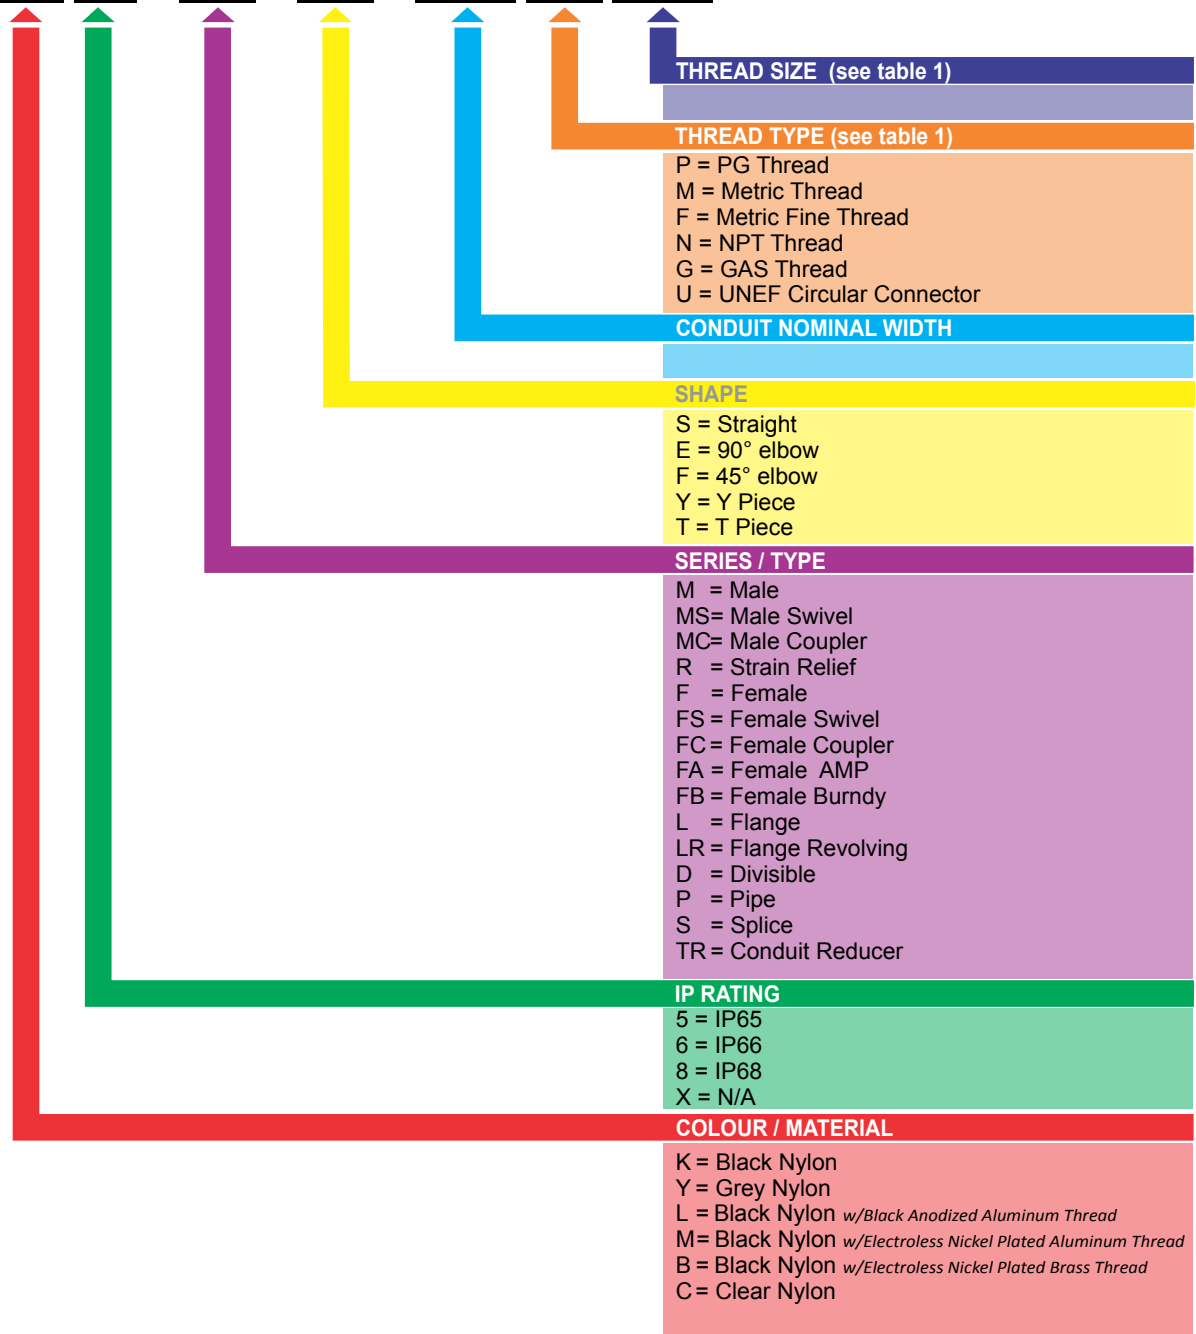 THREAD SIZE (see table 1)
THREAD TYPE (see table 1)
P = PG Thread
M = Metric Thread
F = Metric Fine Thread
N = NPT Thread
G = GAS Thread
U = UNEF Circular Connector
CONDUIT NOMINAL WIDTH
SHAPE
S = Straight
E = 90° elbow
F = 45° elbow
Y = Y Piece
T = T Piece
SERIES / TYPE
M = Male
MS= Male Swivel
MC= Male Coupler
R = Strain Relief
F = Female
FS = Female Swivel
FC = Female Coupler
FA = Female AMP
FB = Female Burndy
L = Flange
LR = Flange Revolving
D = Divisible
P = Pipe
S = Splice
TR = Conduit Reducer
IP RATING
5 = IP65
6 = IP66
8 = IP68
X = N/A
COLOUR / MATERIAL
K = Black Nylon
Y = Grey Nylon
L = Black Nylon w/Black Anodized Aluminum Thread
M= Black Nylon w/Electroless Nickel Plated Aluminum Thread
B = Black Nylon w/Electroless Nickel Plated Brass Thread
C = Clear Nylon